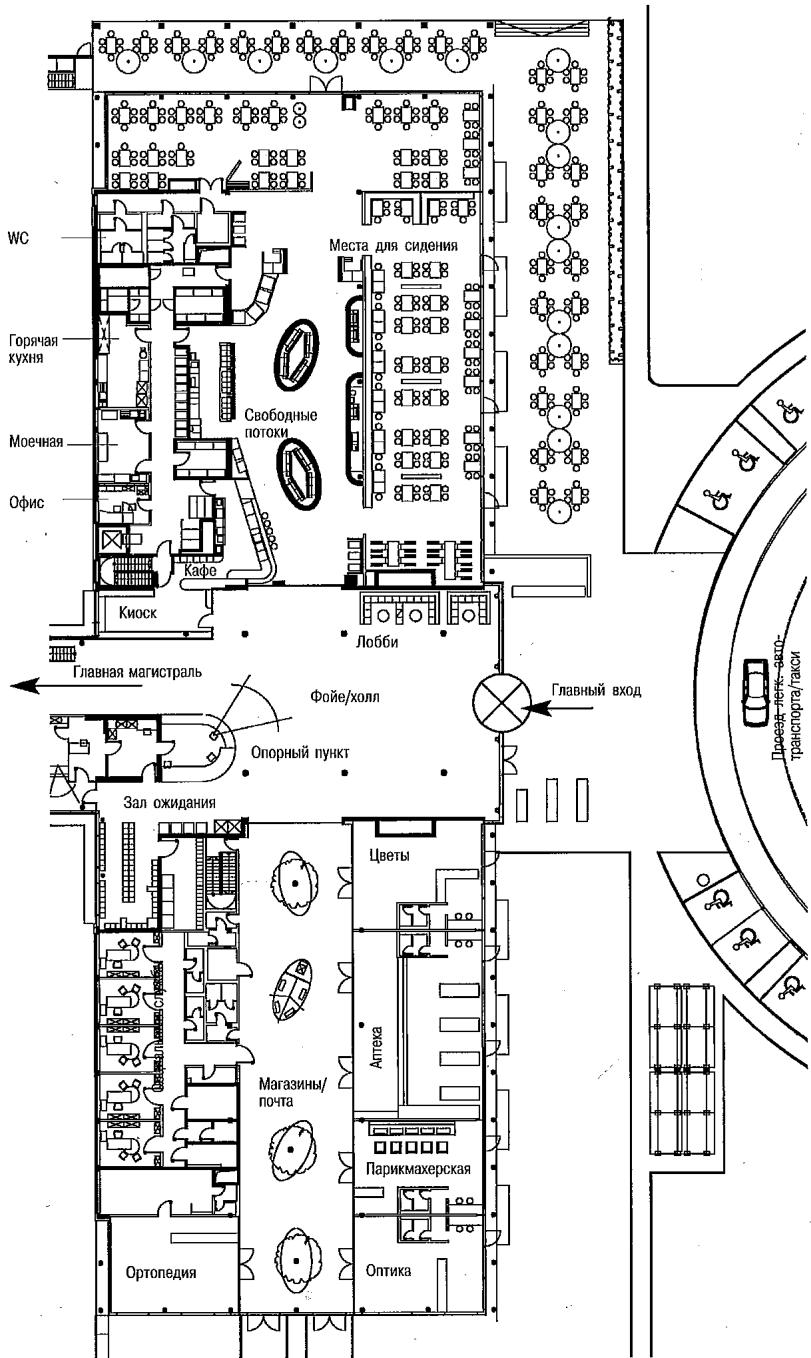 WC
Места для сидения
Горячая
кухня
Свободные
потоки
Моечная
Офис
Кафе
Киоск
Лобби
Главная магистраль
Фойе/холл
Главный вход
Проезд легк. авто-
транспорта/такси
Опорный пункт
Зал ожидания
Цветы
Аптека
Магазины/
почта
Парикмахерская
Ортопедия
Оптика